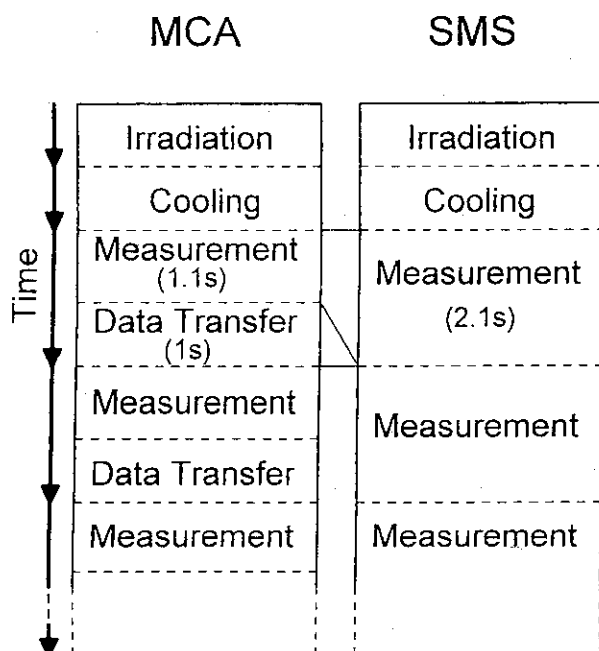 MCA
SMS
Time
Irradiation
Cooling
Measurement
(1.1s)
Data Transfer
(1s)
Measurement
Data Transfer
Measurement
Irradiation
Cooling
Measurement
(2.1s)
Measurement
Measurement